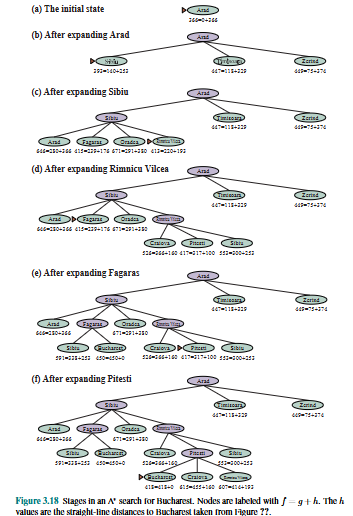 (a) The initial state
Arad
366=0+366
(b) After expanding Arad
Arad
Sibiu Timisoara Zerind
393=140+253 447=118+329 449=75+374
(c) After expanding Sibiu
Arad
Sibiu Timisoara Zerind
447=118+329 449=75+374
Arad Fagaras Oradea Rimnicu Vilcea
646=280+366 415=239+176 671=291+380 413=220+193
(d) After expanding Rimnicu Vilcea
Arad
Sibiu Timisoara Zerind
447=118+329 449=75+374
Arad Fagaras Oradea Rimnicu Vilcea
646=280+366 415=239+176 671=291+380
Craiova Pitesti Sibiu
526=366+160 417=317+100 553=300+253
(e) After expanding Fagaras
Arad
Sibiu Timisoara Zerind
447=118+329 449=75+374
Arad Fagaras Oradea Rimnicu Vilcea
646=280+366 671=291+380
Sibiu Bucharest Craiova Pitesti Sibiu
591=338+253 450=450+0 526=366+160 417=317+100 553=300+253
(f) After expanding Pitesti
Arad
Sibiu Timisoara Zerind
447=118+329 449=75+374
Arad Fagaras Oradea Rimnicu Vilcea
646=280+366 671=291+380
Sibiu Bucharest Craiova Pitesti Sibiu
591=338+253 450=450+0 526=366+160 553=300+253
Bucharest Craiova Rimnicu Vilcea
418=418+0 615=455+160 607=414+193
Figure 3.18 Stages in an A* search for Bucharest. Nodes are labeled with f = g + h. The h
values are the straight-line distances to Bucharest taken from Figure ??.